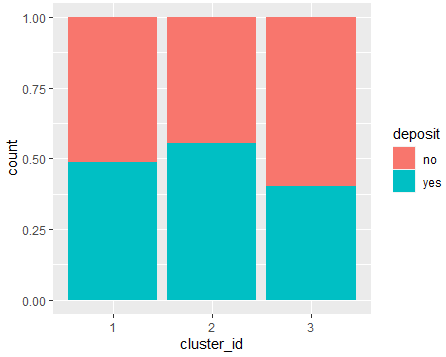 1.00
0.75
0.50
0.25
0.00
count
1 2 3
cluster_id
deposit
no
yes